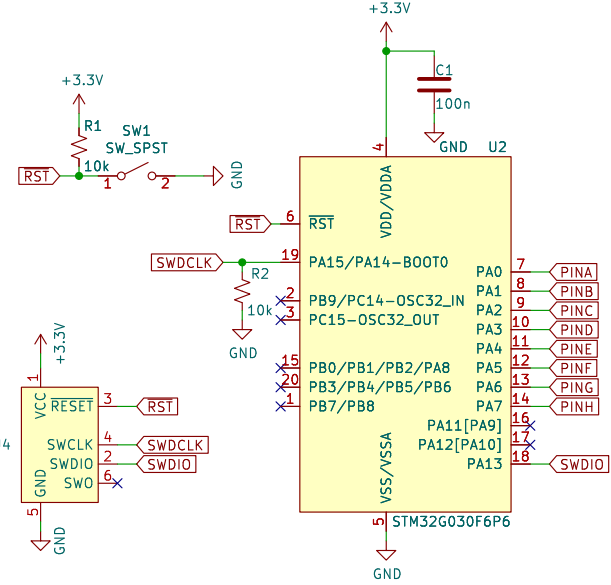 +3.3V
+3.3V
C1
100n
GND
U2
R1
10k
SW1
SW_SPST
RST
1
2
GND
4
VDD/VDDA
RST
6
RST
SWDCLK
19
PA15/PA14-BOOT0
R2
10k
GND
2
PB9/PC14-OSC32_IN
3
PC15-OSC32_OUT
15
PB0/PB1/PB2/PA8
20
PB3/PB4/PB5/PB6
1
PB7/PB8
PA0
7
PINA
PA1
8
PINB
PA2
9
PINC
PA3
10
PIND
PA4
11
PINE
PA5
12
PINF
PA6
13
PING
PA7
14
PINH
PA11[PA9]
16
PA12[PA10]
17
PA13
18
SWDIO
VSS/VSSA
5
STM32G030F6P6
GND
+3.3V
1
VCC
RESET
3
RST
4
SWCLK
4
SWDCLK
SWDIO
2
SWDIO
SWO
6
GND
5
GND